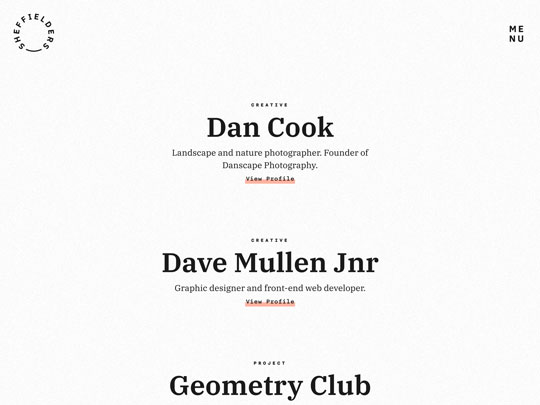 SHEFFIELDERS
ME
NU
CREATIVE
Dan Cook
Landscape and nature photographer. Founder of
Danscape Photography.
View Profile
CREATIVE
Dave Mullen Jnr
Graphic designer and front-end web developer.
View Profile
PROJECT
Geometry Club